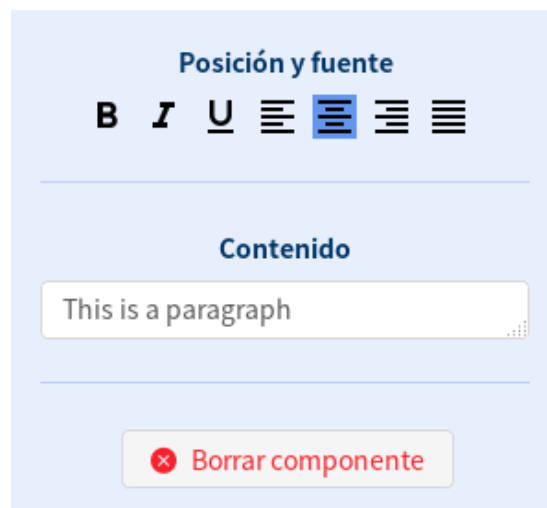 Posición y fuente
B I U
Contenido
This is a paragraph
Borrar componente